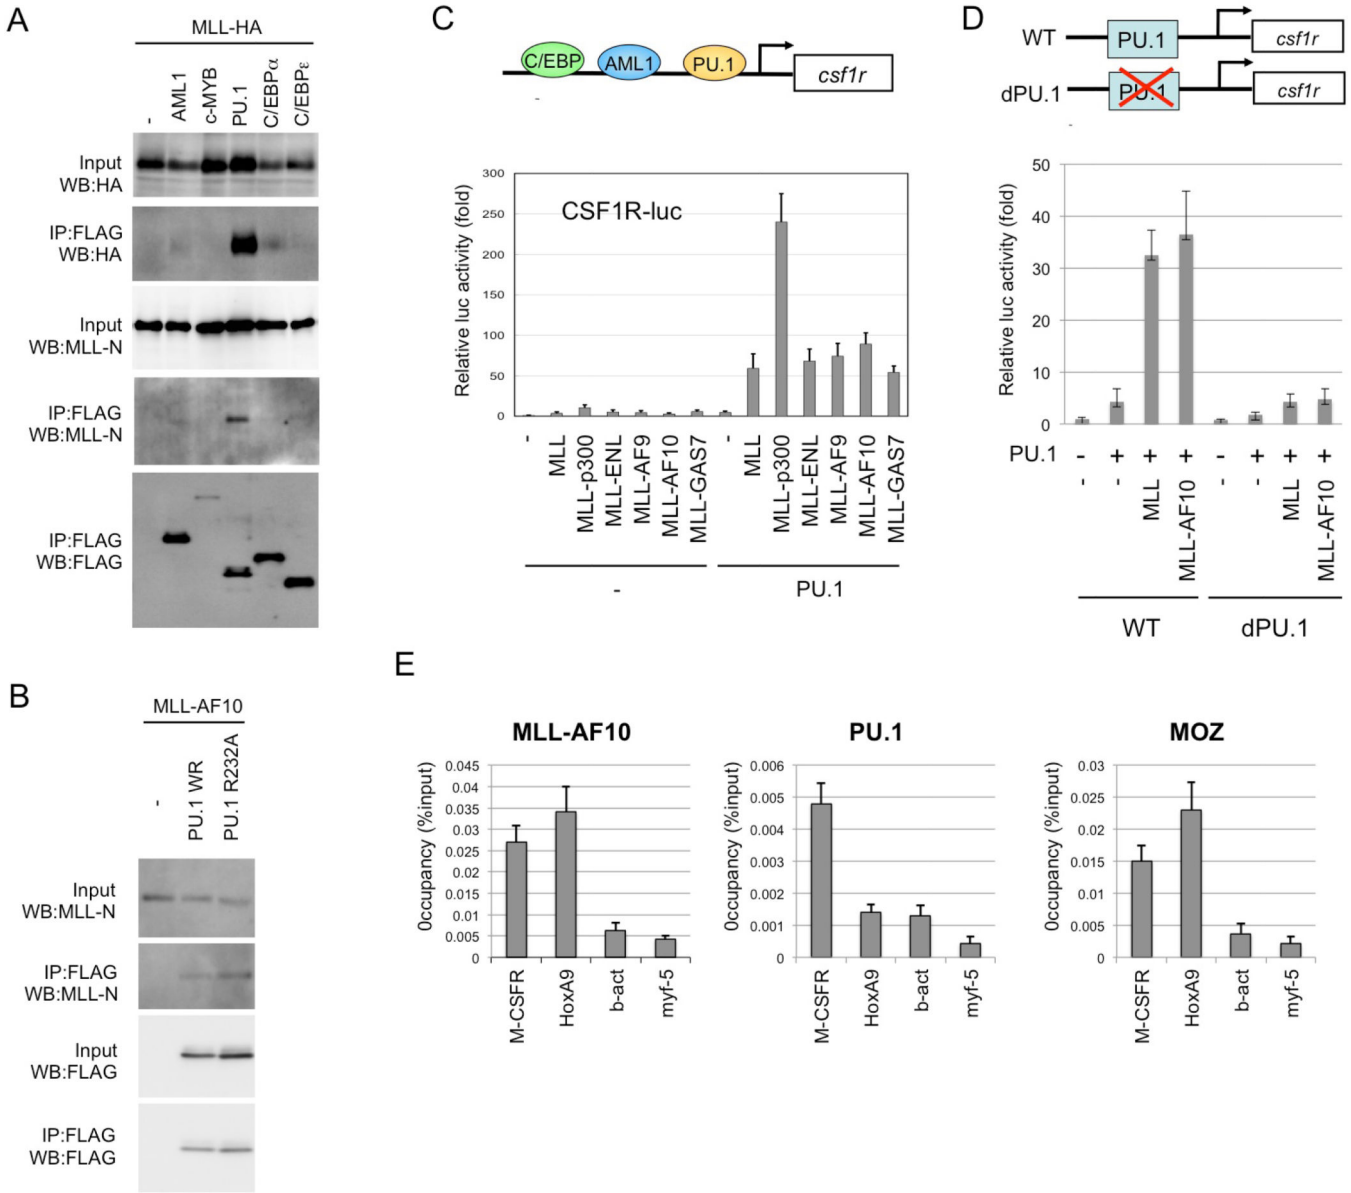 A
MLL-HA
-
AML1
c-MYB
PU.1
C/EBPα
C/EBPε
Input
WB:HA
IP:FLAG
WB:HA
Input
WB:MLL-N
IP:FLAG
WB:MLL-N
IP:FLAG
WB:FLAG
B
MLL-AF10
-
PU.1 WR
PU.1 R232A
Input
WB:MLL-N
IP:FLAG
WB:MLL-N
Input
WB:FLAG
IP:FLAG
WB:FLAG
C
C/EBP
AML1
PU.1
csf1r
-
CSF1R-luc
Relative luc activity (fold)
300
250
200
150
100
50
0
-
MLL
MLL-p300
MLL-ENL
MLL-AF9
MLL-AF10
MLL-GAS7
-
MLL
MLL-p300
MLL-ENL
MLL-AF9
MLL-AF10
MLL-GAS7
-
PU.1
D
WT
PU.1
csf1r
dPU.1
PU.1
csf1r
-
Relative luc activity (fold)
50
40
30
20
10
0
PU.1 - + + + - + + +
-
-
MLL
MLL-AF10
-
-
MLL
MLL-AF10
WT
dPU.1
E
MLL-AF10
Occupancy (%input)
0.045
0.04
0.035
0.03
0.025
0.015
0.01
0.005
0
M-CSFR
HoxA9
b-act
myf-5
PU.1
Occupancy (%input)
0.006
0.005
0.004
0.003
0.002
0.001
0
M-CSFR
HoxA9
b-act
myf-5
MOZ
Occupancy (%input)
0.03
0.025
0.02
0.015
0.01
0.005
0
M-CSFR
HoxA9
b-act
myf-5